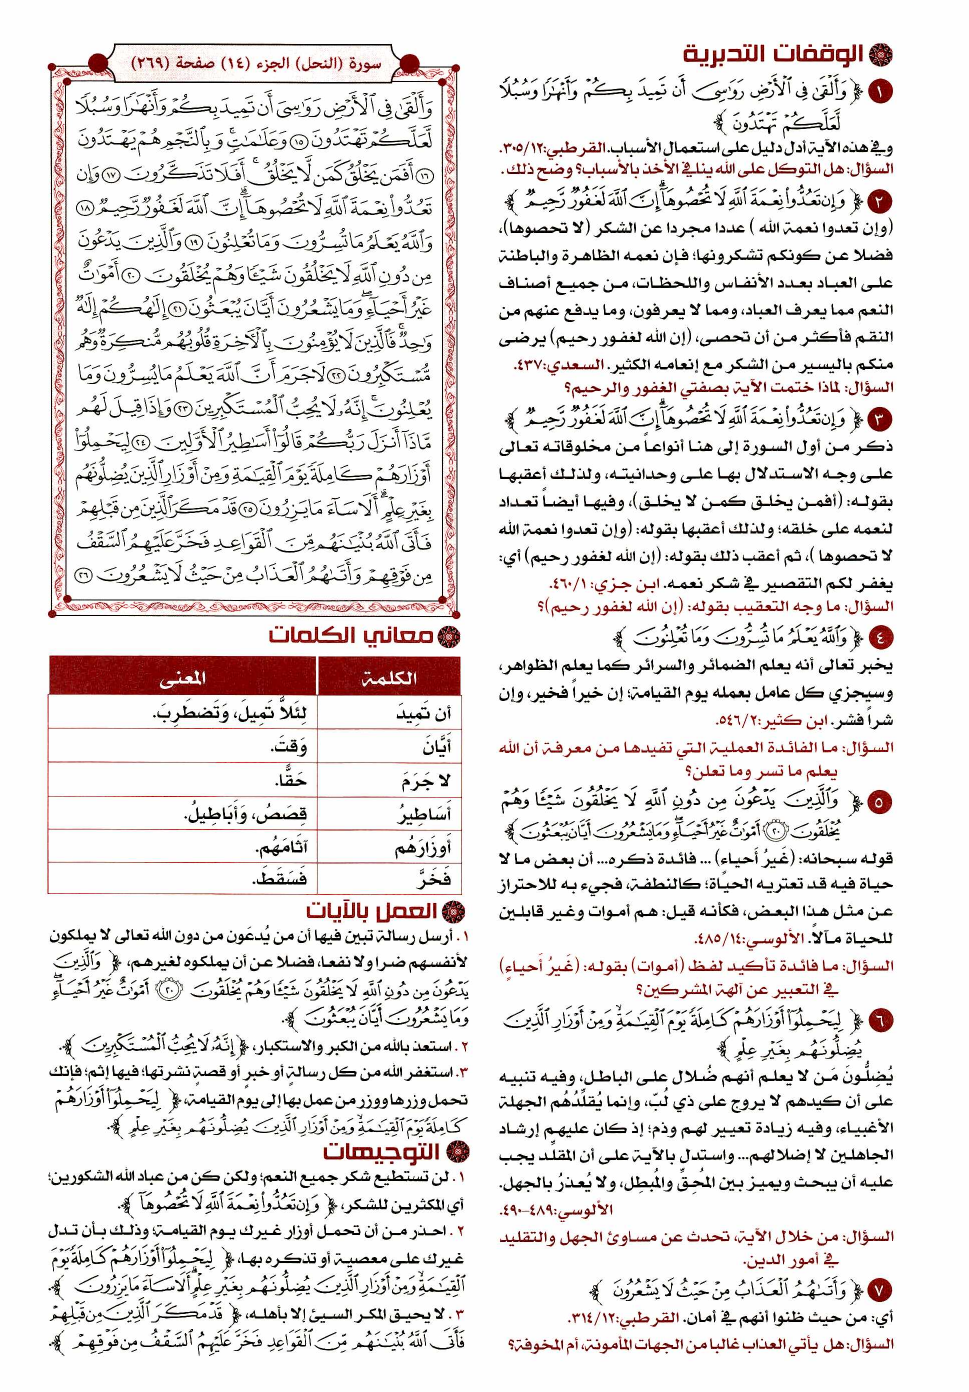 الوقفات التدبرية
١ ﴿ وَأَلْقَىٰ فِي الْأَرْضِ رَوَاسِيَ أَن تَمِيدَ بِكُمْ وَأَنْهَارًا وَسُبُلًا
لَّعَلَّكُمْ تَهْتَدُونَ ﴾
وفي هذه الآية أدل دليل على استعمال الأسباب. القرطبي:٣٠٥/١٢.
السؤال: هل التوكل على الله ينافي الأخذ بالأسباب؟ وضح ذلك.
٢ ﴿ وَإِن تَعُدُّوا نِعْمَةَ اللَّهِ لَا تُحْصُوهَا ۗ إِنَّ اللَّهَ لَغَفُورٌ رَّحِيمٌ ﴾
(وإن تعدوا نعمة الله ) عددا مجردا عن الشكر (لا تحصوها)،
فضلا عن كونكم تشكرونها؛ فإن نعمه الظاهرة والباطنة
على العباد بعدد الأنفاس واللحظات، من جميع أصناف
النعم مما يعرف العباد، ومما لا يعرفون، وما يدفع عنهم من
النقم فأكثر من أن تحصى، (إن الله لغفور رحيم) يرضى
منكم باليسير من الشكر مع إنعامه الكثير. السعدي:٤٣٧.
السؤال: لماذا ختمت الآية بصفتي الغفور والرحيم؟
٣ ﴿ وَإِن تَعُدُّوا نِعْمَةَ اللَّهِ لَا تُحْصُوهَا ۗ إِنَّ اللَّهَ لَغَفُورٌ رَّحِيمٌ ﴾
ذكر من أول السورة إلى هنا أنواعاً من مخلوقاته تعالى
على وجه الاستدلال بها على وحدانيته، ولذلك أعقبها
بقوله: (أفمن يخلق كمن لا يخلق)، وفيها أيضاً تعداد
لنعمه على خلقه؛ ولذلك أعقبها بقوله: (وإن تعدوا نعمة الله
لا تحصوها )، ثم أعقب ذلك بقوله: (إن الله لغفور رحيم) أي:
يغفر لكم التقصير في شكر نعمه. ابن جزي: ٤٦٠/١.
السؤال: ما وجه التعقيب بقوله: (إن الله لغفور رحيم)؟
٤ ﴿ وَاللَّهُ يَعْلَمُ مَا تُسِرُّونَ وَمَا تُعْلِنُونَ ﴾
يخبر تعالى أنه يعلم الضمائر والسرائر كما يعلم الظواهر،
وسيجزي كل عامل بعمله يوم القيامة؛ إن خيراً فخير، وإن
شراً فشر. ابن كثير:٥٤٦/٢.
السؤال: ما الفائدة العملية التي تفيدها من معرفة أن الله
يعلم ما تسر وما تعلن؟
٥ ﴿ وَالَّذِينَ يَدْعُونَ مِن دُونِ اللَّهِ لَا يَخْلُقُونَ شَيْئًا وَهُمْ
يُخْلَقُونَ ﴿٢٠﴾ أَمْوَاتٌ غَيْرُ أَحْيَاءٍ ۖ وَمَا يَشْعُرُونَ أَيَّانَ يُبْعَثُونَ ﴾
قوله سبحانه: (غَيرُ أَحياءٍ) ... فائدة ذكره... أن بعض ما لا
حياة فيه قد تعتريه الحياة؛ كالنطفة، فجيء به للاحتراز
عن مثل هذا البعض، فكأنه قيل: هم أموات وغير قابلين
للحياة مآلاً. الألوسي:٤٨٥/١٤.
السؤال: ما فائدة تأكيد لفظ (أموات) بقوله: (غَيرُ أَحياءٍ)
في التعبير عن آلهة المشركين؟
٦ ﴿ لِيَحْمِلُوا أَوْزَارَهُمْ كَامِلَةً يَوْمَ الْقِيَامَةِ ۙ وَمِنْ أَوْزَارِ الَّذِينَ
يُضِلُّونَهُم بِغَيْرِ عِلْمٍ ﴾
يُضِلُّونَ مَن لا يعلم أنهم ضُلال على الباطل، وفيه تنبيه
على أن كيدهم لا يروج على ذي لُبّ، وإنما يُقلِّدُهُم الجهلة
الأغبياء، وفيه زيادة تعيير لهم وذم؛ إذ كان عليهم إرشاد
الجاهلين لا إضلالهم... واستدل بالآية على أن المقلِّد يجب
عليه أن يبحث ويميز بين المُحِقِّ والمُبطِل، ولا يُعذرُ بالجهل.
الألوسي:٤٨٩-٤٩٠.
السؤال: من خلال الآية، تحدث عن مساوئ الجهل والتقليد
في أمور الدين.
٧ ﴿ وَأَتَاهُمُ الْعَذَابُ مِنْ حَيْثُ لَا يَشْعُرُونَ ﴾
أي: من حيث ظنوا أنهم في أمان. القرطبي:٣١٤/١٢.
السؤال: هل يأتي العذاب غالبا من الجهات المأمونة، أم المخوفة؟
سورة (النحل) الجزء (١٤) صفحة (٢٦٩)
وَأَلْقَىٰ فِي الْأَرْضِ رَوَاسِيَ أَن تَمِيدَ بِكُمْ وَأَنْهَارًا وَسُبُلًا
لَّعَلَّكُمْ تَهْتَدُونَ ١٥ وَعَلَامَاتٍ ۚ وَبِالنَّجْمِ هُمْ يَهْتَدُونَ
١٦ أَفَمَن يَخْلُقُ كَمَن لَّا يَخْلُقُ ۗ أَفَلَا تَذَكَّرُونَ ١٧ وَإِن
تَعُدُّوا نِعْمَةَ اللَّهِ لَا تُحْصُوهَا ۗ إِنَّ اللَّهَ لَغَفُورٌ رَّحِيمٌ ١٨
وَاللَّهُ يَعْلَمُ مَا تُسِرُّونَ وَمَا تُعْلِنُونَ ١٩ وَالَّذِينَ يَدْعُونَ
مِن دُونِ اللَّهِ لَا يَخْلُقُونَ شَيْئًا وَهُمْ يُخْلَقُونَ ٢٠ أَمْوَاتٌ
غَيْرُ أَحْيَاءٍ ۖ وَمَا يَشْعُرُونَ أَيَّانَ يُبْعَثُونَ ٢١ إِلَٰهُكُمْ إِلَٰهٌ
وَاحِدٌ ۚ فَالَّذِينَ لَا يُؤْمِنُونَ بِالْآخِرَةِ قُلُوبُهُم مُّنكِرَةٌ وَهُم
مُّسْتَكْبِرُونَ ٢٢ لَا جَرَمَ أَنَّ اللَّهَ يَعْلَمُ مَا يُسِرُّونَ وَمَا
يُعْلِنُونَ ۚ إِنَّهُ لَا يُحِبُّ الْمُسْتَكْبِرِينَ ٢٣ وَإِذَا قِيلَ لَهُم
مَّاذَا أَنزَلَ رَبُّكُمْ قَالُوا أَسَاطِيرُ الْأَوَّلِينَ ٢٤ لِيَحْمِلُوا
أَوْزَارَهُمْ كَامِلَةً يَوْمَ الْقِيَامَةِ وَمِنْ أَوْزَارِ الَّذِينَ يُضِلُّونَهُم
بِغَيْرِ عِلْمٍ ۗ أَلَا سَاءَ مَا يَزِرُونَ ٢٥ قَدْ مَكَرَ الَّذِينَ مِن قَبْلِهِمْ
فَأَتَى اللَّهُ بُنْيَانَهُم مِّنَ الْقَوَاعِدِ فَخَرَّ عَلَيْهِمُ السَّقْفُ
مِن فَوْقِهِمْ وَأَتَاهُمُ الْعَذَابُ مِنْ حَيْثُ لَا يَشْعُرُونَ ٢٦
معاني الكلمات
الكلمة المعنى
أن تَمِيدَ لِئَلاَّ تَمِيلَ، وَتَضطَرِبَ.
أَيَّانَ وَقتَ.
لا جَرَمَ حَقًّا.
أَسَاطِيرُ قِصَصُ، وَأَبَاطِيلُ.
أَوزَارَهُم آثَامَهُم.
فَخَرَّ فَسَقَطَ.
العمل بالآيات
١. أرسل رسالة تبين فيها أن من يُدعَون من دون الله تعالى لا يملكون
لأنفسهم ضرا ولا نفعا، فضلا عن أن يملكوه لغيرهم، ﴿ وَالَّذِينَ
يَدْعُونَ مِن دُونِ اللَّهِ لَا يَخْلُقُونَ شَيْئًا وَهُمْ يُخْلَقُونَ ﴿٢٠﴾ أَمْوَاتٌ غَيْرُ أَحْيَاءٍ ۖ
وَمَا يَشْعُرُونَ أَيَّانَ يُبْعَثُونَ ﴾.
٢. استعذ بالله من الكبر والاستكبار، ﴿ إِنَّهُ لَا يُحِبُّ الْمُسْتَكْبِرِينَ ﴾.
٣. استغفر الله من كل رسالةٍ أو خبرٍ أو قصةٍ نشرتها؛ فيها إثم؛ فإنك
تحمل وزرها ووزر من عمل بها إلى يوم القيامة، ﴿ لِيَحْمِلُوا أَوْزَارَهُمْ
كَامِلَةً يَوْمَ الْقِيَامَةِ ۙ وَمِنْ أَوْزَارِ الَّذِينَ يُضِلُّونَهُم بِغَيْرِ عِلْمٍ ﴾.
التوجيهات
١. لن تستطيع شكر جميع النعم؛ ولكن كن من عباد الله الشكورين؛
أي المكثرين للشكر، ﴿ وَإِن تَعُدُّوا نِعْمَةَ اللَّهِ لَا تُحْصُوهَا ﴾.
٢. احذر من أن تحمل أوزار غيرك يوم القيامة؛ وذلك بأن تدل
غيرك على معصية أو تذكره بها، ﴿ لِيَحْمِلُوا أَوْزَارَهُمْ كَامِلَةً يَوْمَ
الْقِيَامَةِ ۙ وَمِنْ أَوْزَارِ الَّذِينَ يُضِلُّونَهُم بِغَيْرِ عِلْمٍ ۗ أَلَا سَاءَ مَا يَزِرُونَ ﴾.
٣. لا يحيق المكر السيئ إلا بأهله، ﴿ قَدْ مَكَرَ الَّذِينَ مِن قَبْلِهِمْ
فَأَتَى اللَّهُ بُنْيَانَهُم مِّنَ الْقَوَاعِدِ فَخَرَّ عَلَيْهِمُ السَّقْفُ مِن فَوْقِهِمْ ﴾.